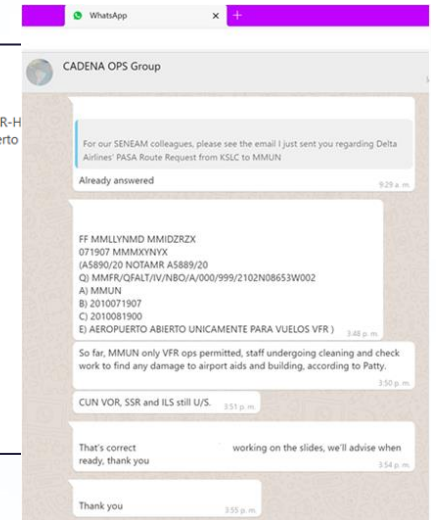 WhatsApp
CADENA OPS Group
R-H
erto
For our SENEAM colleagues, please see the email I just sent you regarding Delta
Airlines' PASA Route Request from KSLC to MMUN
Already answered
9:29 a. m.
FF MMLLYNMD MMIDZRZX
071907 MMMXYNYX
(A5890/20 NOTAMR A5889/20
Q) MMFR/QFALT/IV/NBO/A/000/999/2102N08653W002
A) MMUN
B) 2010071907
C) 2010081900
E) AEROPUERTO ABIERTO UNICAMENTE PARA VUELOS VFR )
3:48 p. m.
So far, MMUN only VFR ops permitted, staff undergoing cleaning and check
work to find any damage to airport aids and building, according to Patty.
3:50 p. m.
CUN VOR, SSR and ILS still U/S.
3:51 p. m.
That's correct working on the slides, we'll advise when
ready, thank you
3:54 p. m.
Thank you
3:55 p. m.